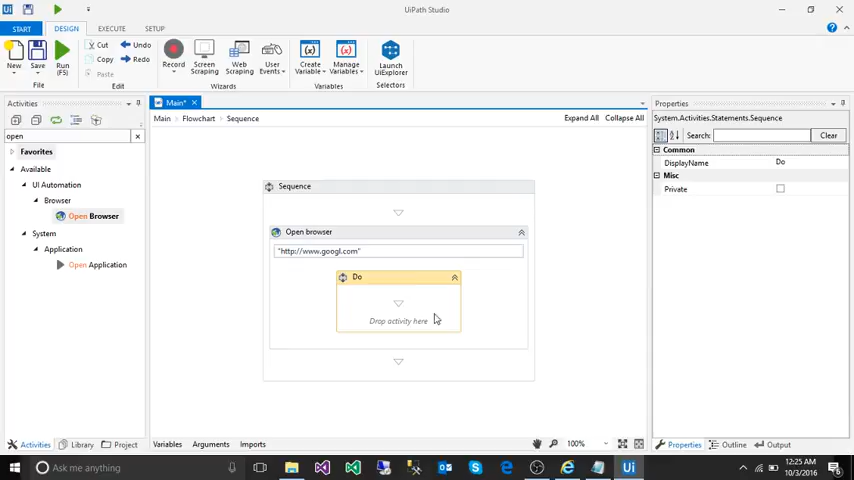 Ui
UiPath Studio
START DESIGN EXECUTE SETUP
New
Save
Run (F5)
Cut
Copy
Paste
Undo
Redo
Record
Screen Scraping
Web Scraping
User Events
Create Variable
Manage Variables
Launch UiExplorer
File Edit Wizards Variables Selectors
Activities
open
Favorites
Available
UI Automation
Browser
Open Browser
System
Application
Open Application
Activities Library Project
Main*
Main Flowchart Sequence Expand All Collapse All
Sequence
Open browser
"http://www.googl.com"
Do
Drop activity here
Variables Arguments Imports 100%
Properties
System.Activities.Statements.Sequence
Search: Clear
Common
DisplayName Do
Misc
Private
Properties Outline Output
Ask me anything
Ui
12:25 AM
10/3/2016